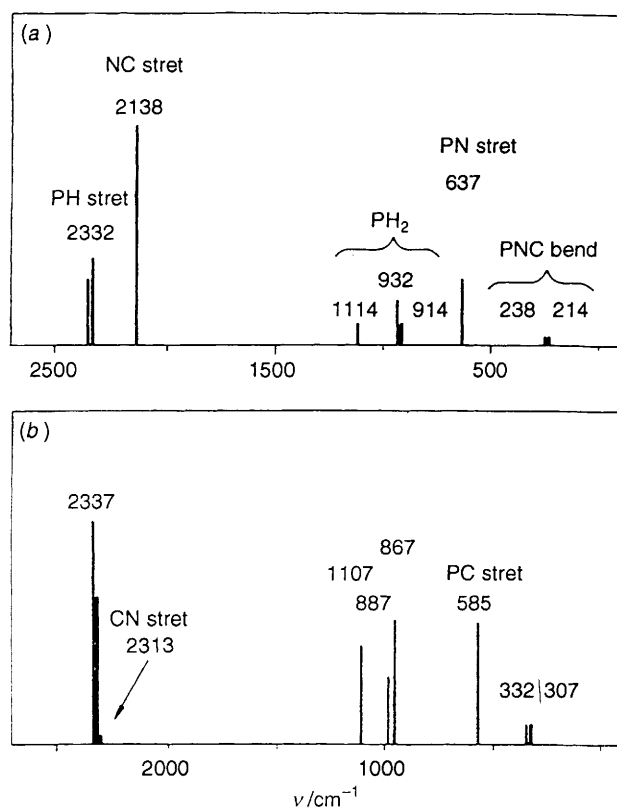 (a)
NC stret
2138
PN stret
637
PH stret
2332
PH2
PNC bend
932
1114 914 238 214
2500 1500 500
(b)
2337
867
CN stret
2313
1107
887
PC stret
585
332|307
2000 1000
ν/cm⁻¹